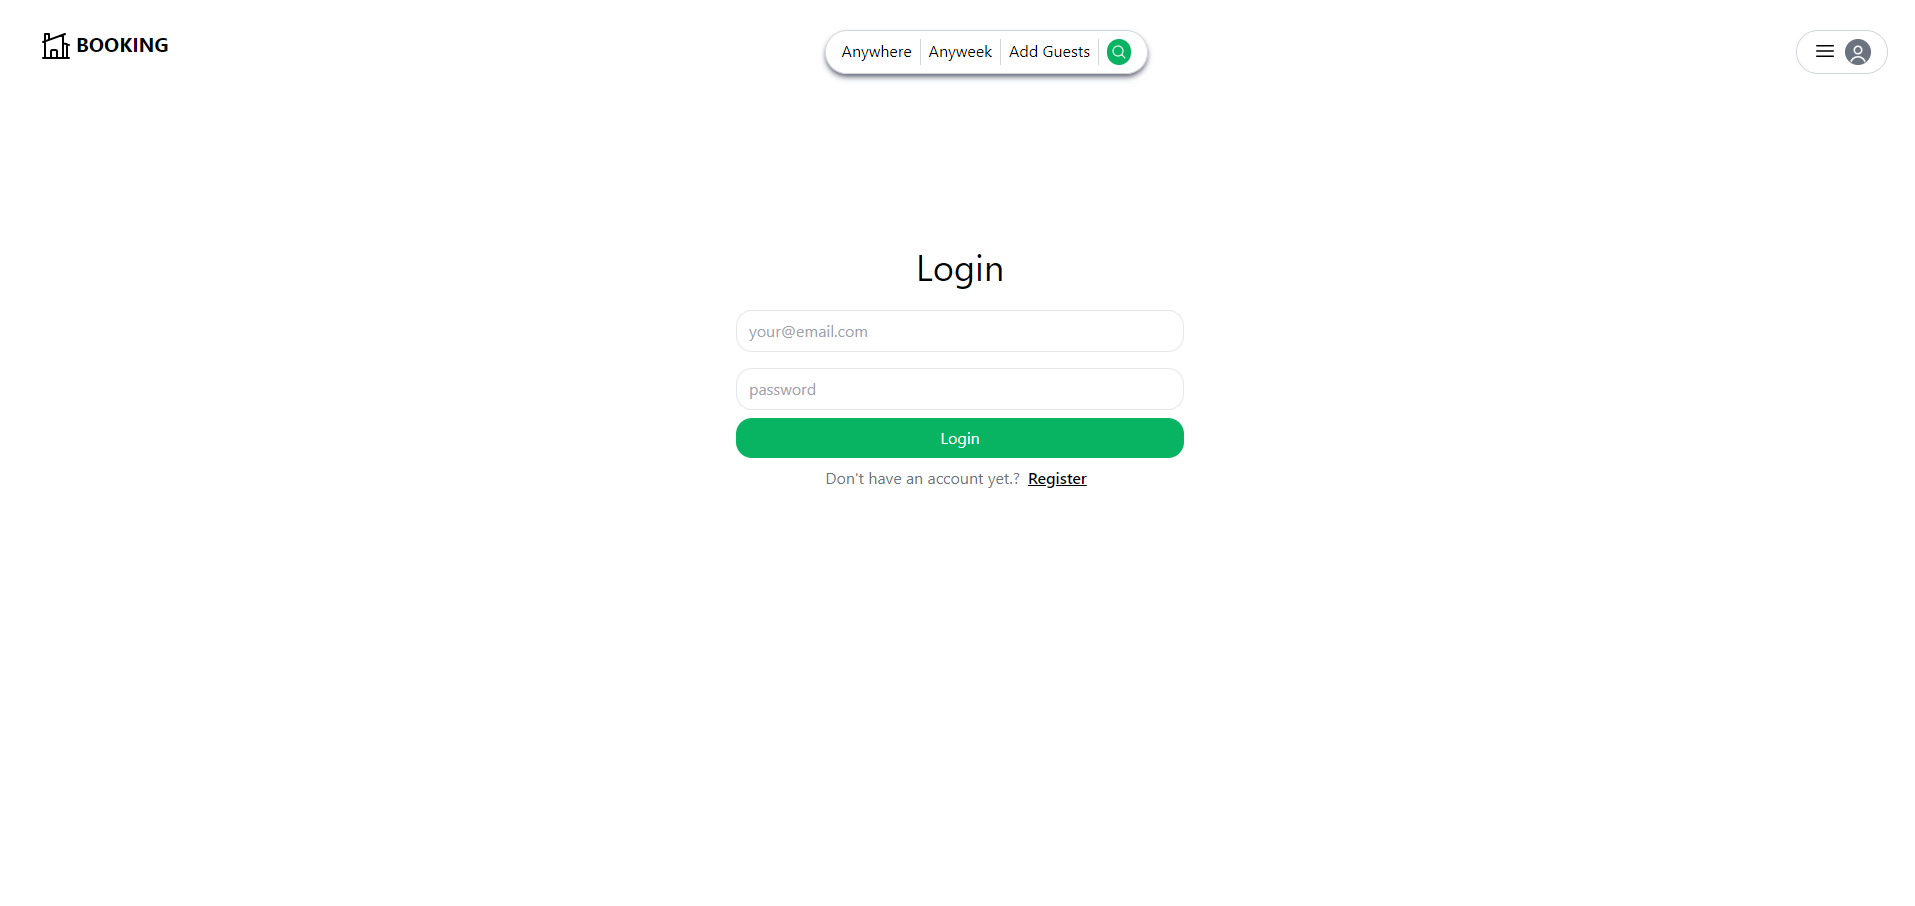 BOOKING
Anywhere Anyweek Add Guests
Login
your@email.com
password
Login
Don't have an account yet.? Register